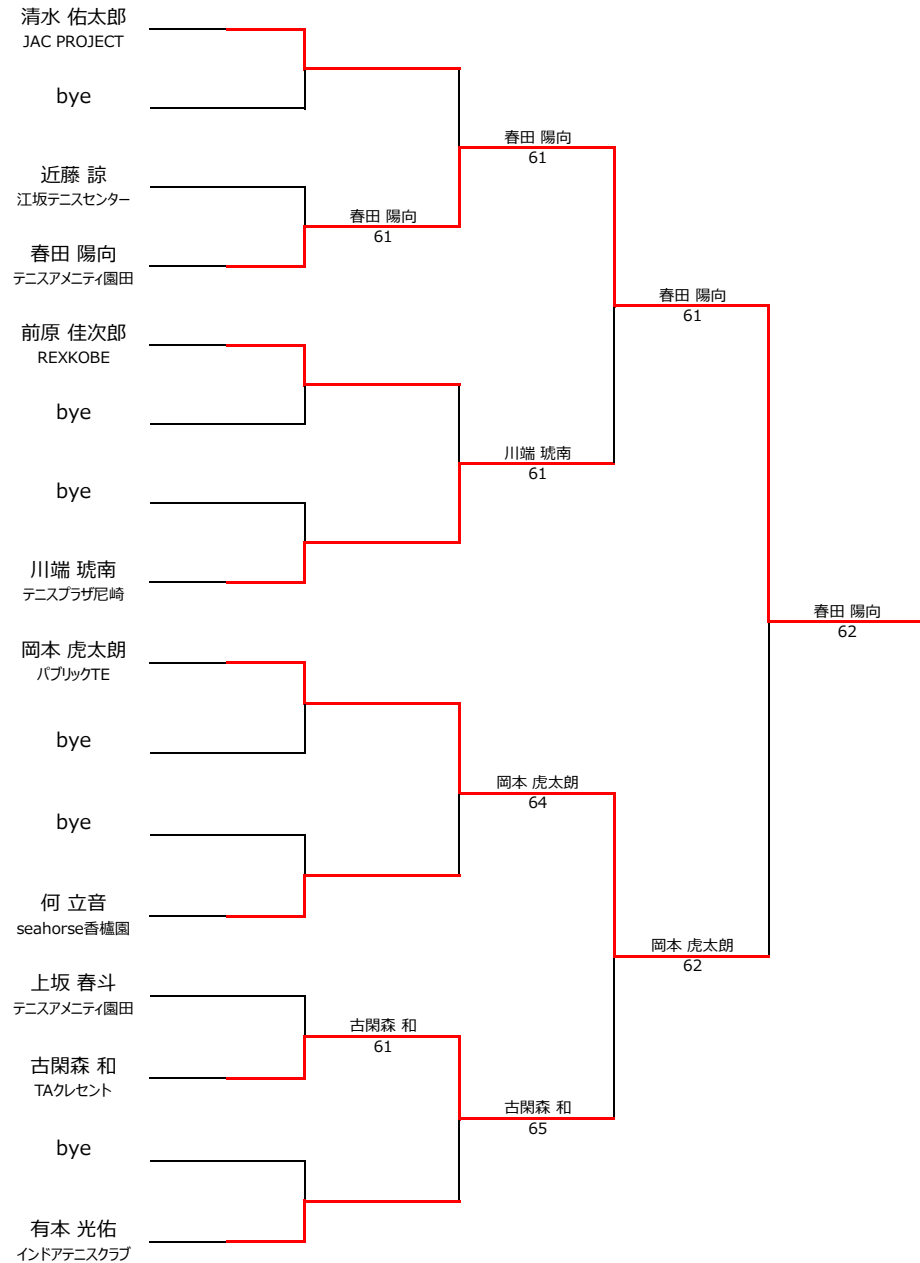 清水 佑太郎
JAC PROJECT
bye
近藤 諒
江坂テニスセンター
春田 陽向
テニスアメニティ園田
前原 佳次郎
REXKOBE
bye
bye
川端 琥南
テニスプラザ尼崎
岡本 虎太朗
パブリックTE
bye
bye
何 立音
seahorse香櫨園
上坂 春斗
テニスアメニティ園田
古閑森 和
TAクレセント
bye
有本 光佑
インドアテニスクラブ
春田 陽向
61
古閑森 和
61
春田 陽向
61
川端 琥南
61
岡本 虎太朗
64
古閑森 和
65
春田 陽向
61
岡本 虎太朗
62
春田 陽向
62